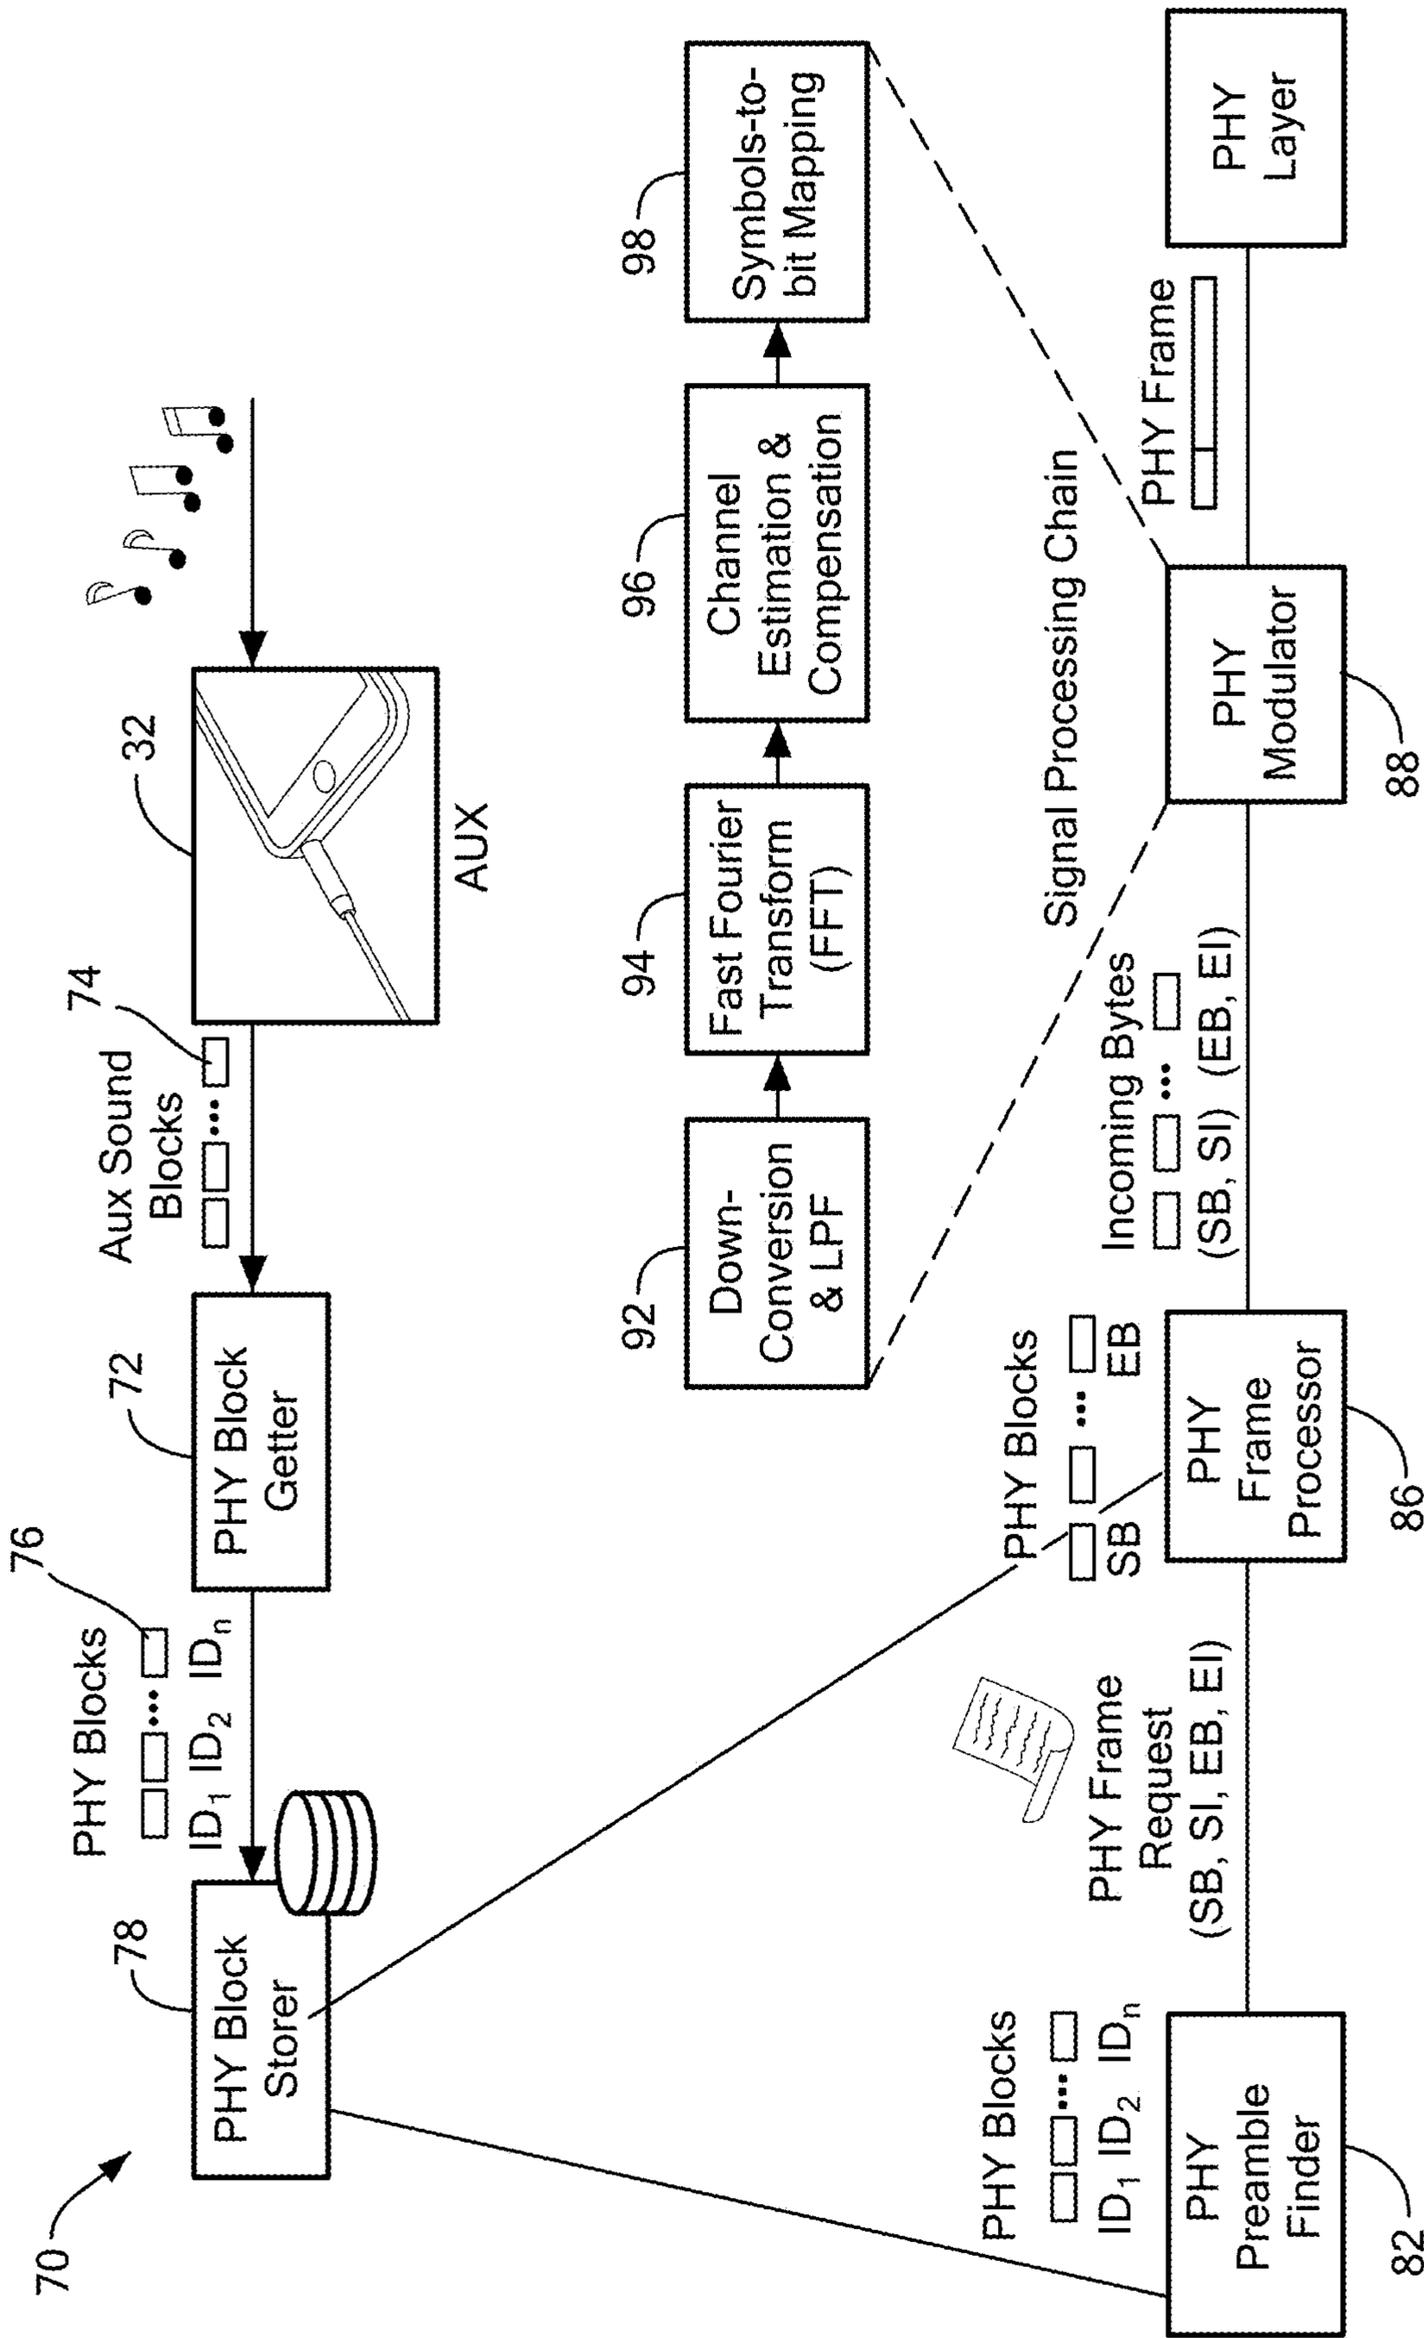 70
78
PHY Block
Storer
PHY Blocks
76
ID1 ID2 IDn
72
PHY Block
Getter
Aux Sound
Blocks
74
32
AUX
92
Down-
Conversion
& LPF
94
Fast Fourier
Transform
(FFT)
96
Channel
Estimation &
Compensation
98
Symbols-to-
bit Mapping
Signal Processing Chain
PHY Blocks
ID1 ID2 IDn
PHY
Preamble
Finder
82
PHY Frame
Request
(SB, SI, EB, EI)
PHY Blocks
SB EB
PHY
Frame
Processor
86
Incoming Bytes
(SB, SI) (EB, EI)
PHY
Modulator
88
PHY Frame
PHY
Layer